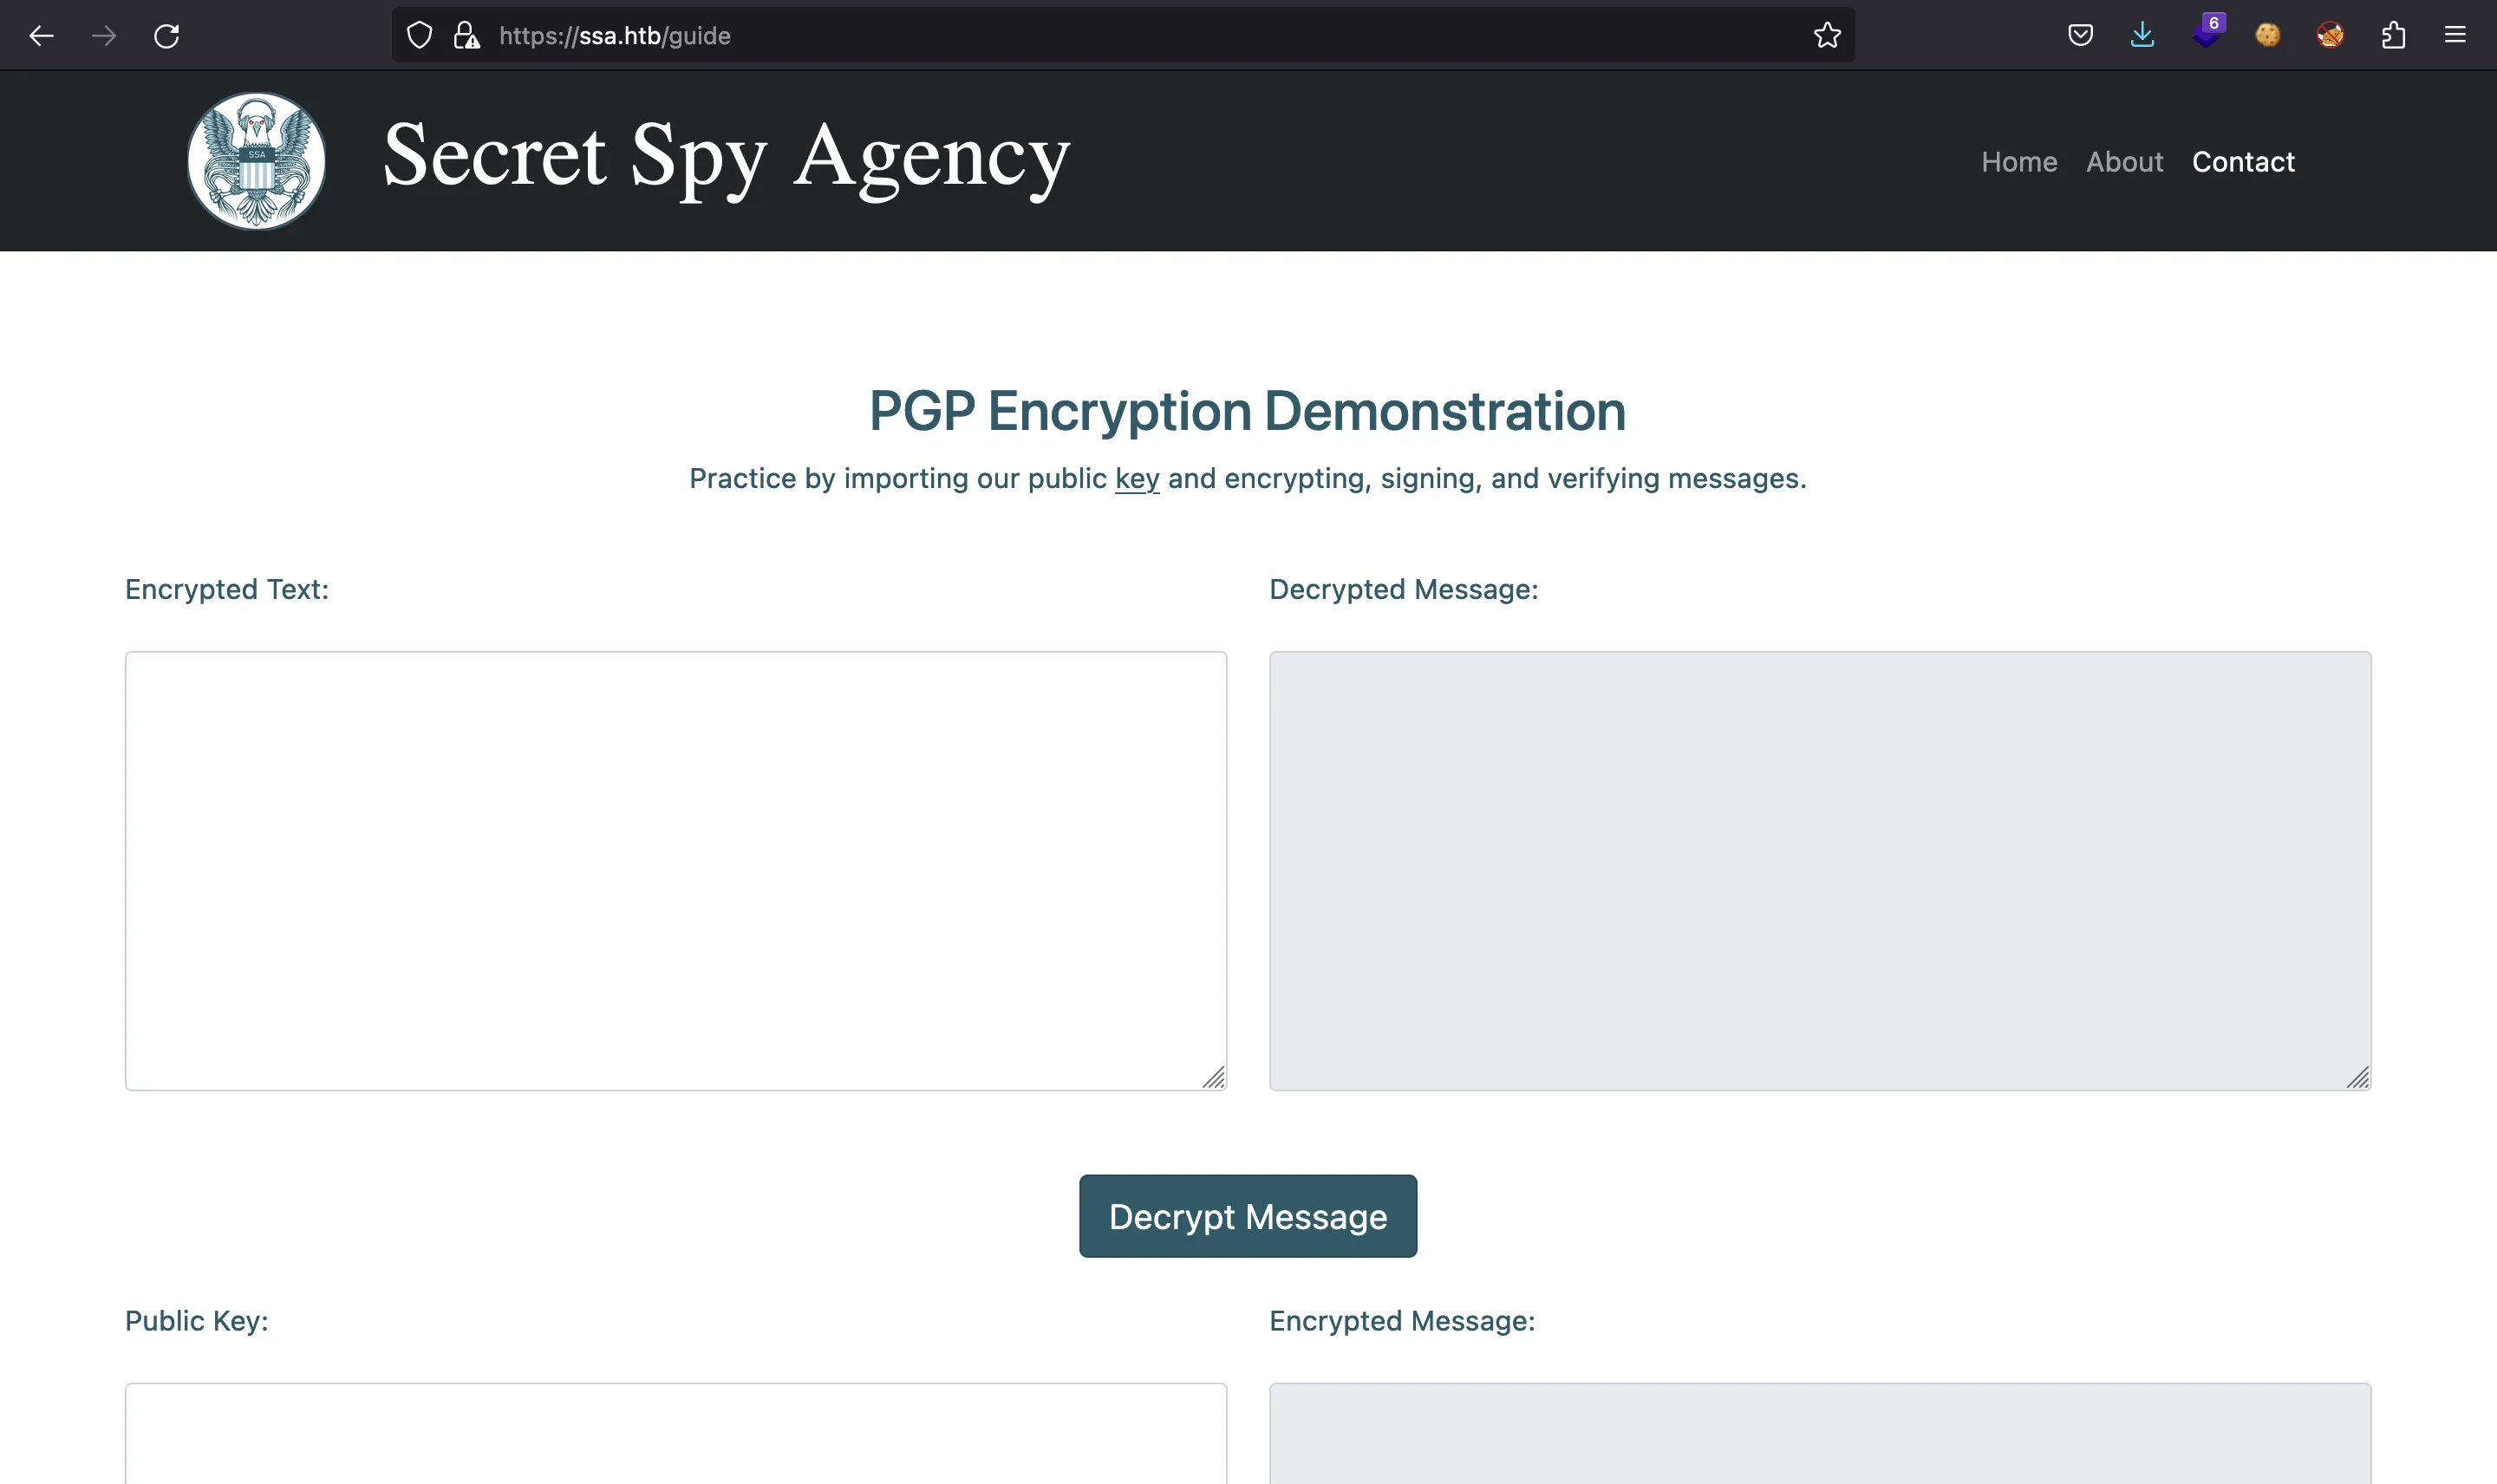 https://ssa.htb/guide
6
SSA
Secret Spy Agency
Home About Contact
PGP Encryption Demonstration
Practice by importing our public key and encrypting, signing, and verifying messages.
Encrypted Text:
Decrypted Message:
Decrypt Message
Public Key:
Encrypted Message: